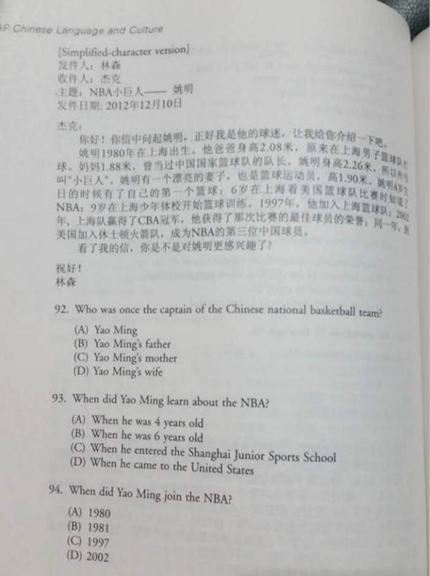 AP Chinese Language and Culture
[Simplified-character version]
发件人：林森
收件人：杰克
主题：NBA小巨人——姚明
发件日期：2012年12月10日
杰克：
你好！你信中问起姚明，正好我是他的球迷，让我给你介绍一下吧。
姚明1980年在上海出生。他爸爸身高2.08米，原来在上海男子篮球队打
球。妈妈1.88米，曾当过中国国家篮球队的队长。姚明身高2.26米，所以外号
叫“小巨人”。姚明有一个漂亮的妻子，也是篮球运动员，高1.90米。姚明4岁生
日的时候有了自己的第一个篮球；6岁在上海看美国篮球队比赛时知道了
NBA；9岁在上海少年体校开始篮球训练。1997年，他加入上海篮球队；2002
年，上海队赢得了CBA冠军，他获得了那次比赛的最佳球员的荣誉；同一年，
美国加入休士顿火箭队，成为NBA的第三位中国球员。
看了我的信，你是不是对姚明更感兴趣了？
祝好！
林森
92. Who was once the captain of the Chinese national basketball team?
(A) Yao Ming
(B) Yao Ming's father
(C) Yao Ming's mother
(D) Yao Ming's wife
93. When did Yao Ming learn about the NBA?
(A) When he was 4 years old
(B) When he was 6 years old
(C) When he entered the Shanghai Junior Sports School
(D) When he came to the United States
94. When did Yao Ming join the NBA?
(A) 1980
(B) 1981
(C) 1997
(D) 2002